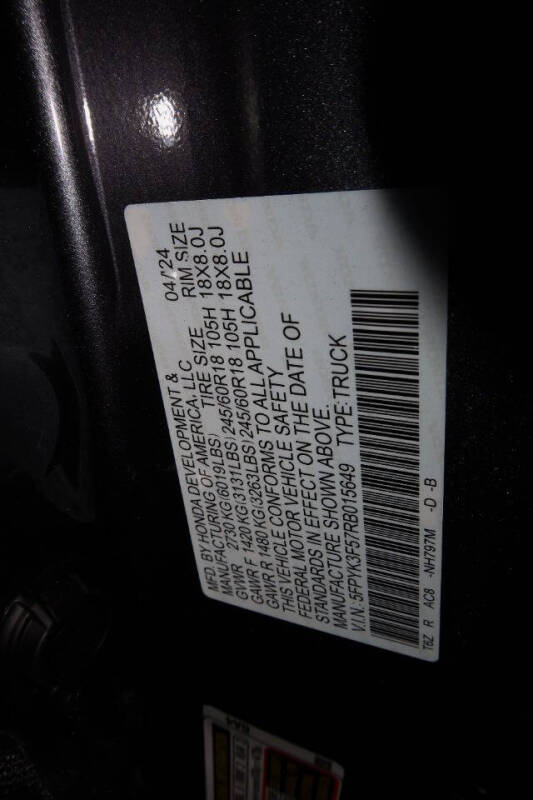 MFD. BY HONDA DEVELOPMENT & 04/'24
MANUFACTURING OF AMERICA, LLC
GVWR 2730 KG(6019LBS) TIRE SIZE RIM SIZE
GAWR F 1420 KG(3131LBS)245/60R18 105H 18X8.0J
GAWR R 1480 KG(3263LBS)245/60R18 105H 18X8.0J
THIS VEHICLE CONFORMS TO ALL APPLICABLE
FEDERAL MOTOR VEHICLE SAFETY
STANDARDS IN EFFECT ON THE DATE OF
MANUFACTURE SHOWN ABOVE.
V.I.N.: 5FPYK3F57RB015649 TYPE: TRUCK
T6Z R AC8 -NH797M -D -B